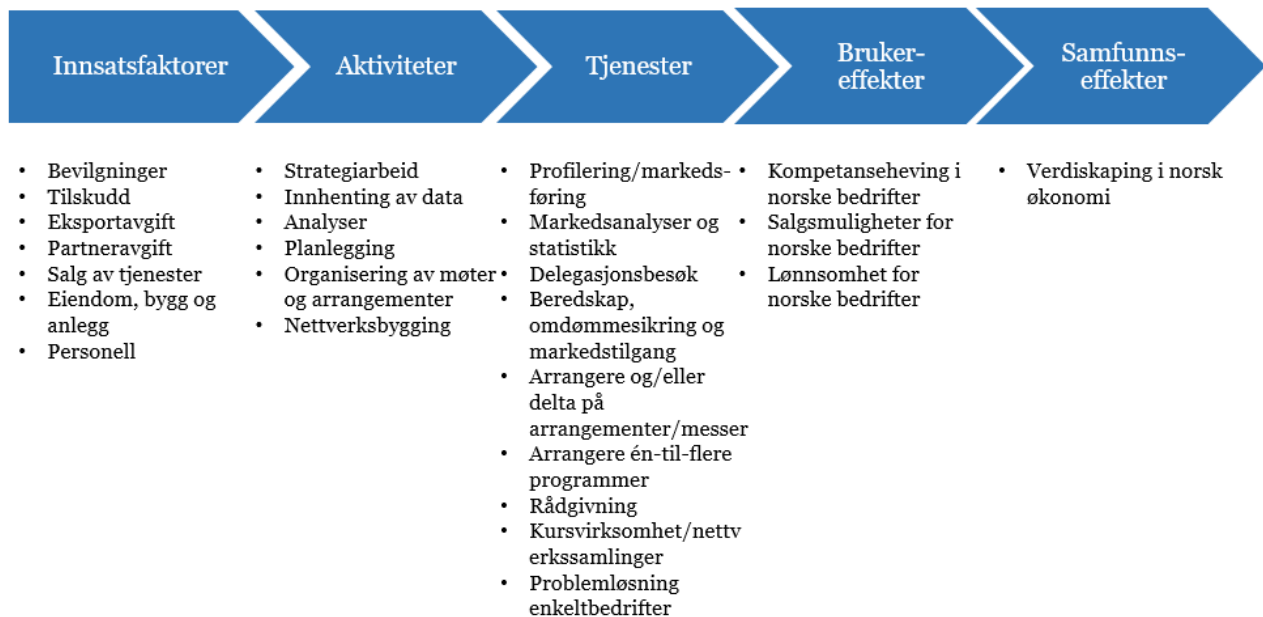 Innsatsfaktorer
Aktiviteter
Tjenester
Bruker-
effekter
Samfunns-
effekter
• Bevilgninger
• Tilskudd
• Eksportavgift
• Partneravgift
• Salg av tjenester
• Eiendom, bygg og
anlegg
• Personell
• Strategiarbeid
• Innhenting av data
• Analyser
• Planlegging
• Organisering av møter
og arrangementer
• Nettverksbygging
• Profilering/markeds-
føring
• Markedsanalyser og
statistikk
• Delegasjonsbesøk
• Beredskap,
omdømmesikring og
markedstilgang
• Arrangere og/eller
delta på
arrangementer/messer
• Arrangere én-til-flere
programmer
• Rådgivning
• Kursvirksomhet/nettv
erkssamlinger
• Problemløsning
enkeltbedrifter
• Kompetanseheving i
norske bedrifter
• Salgsmuligheter for
norske bedrifter
• Lønnsomhet for
norske bedrifter
• Verdiskaping i norsk
økonomi